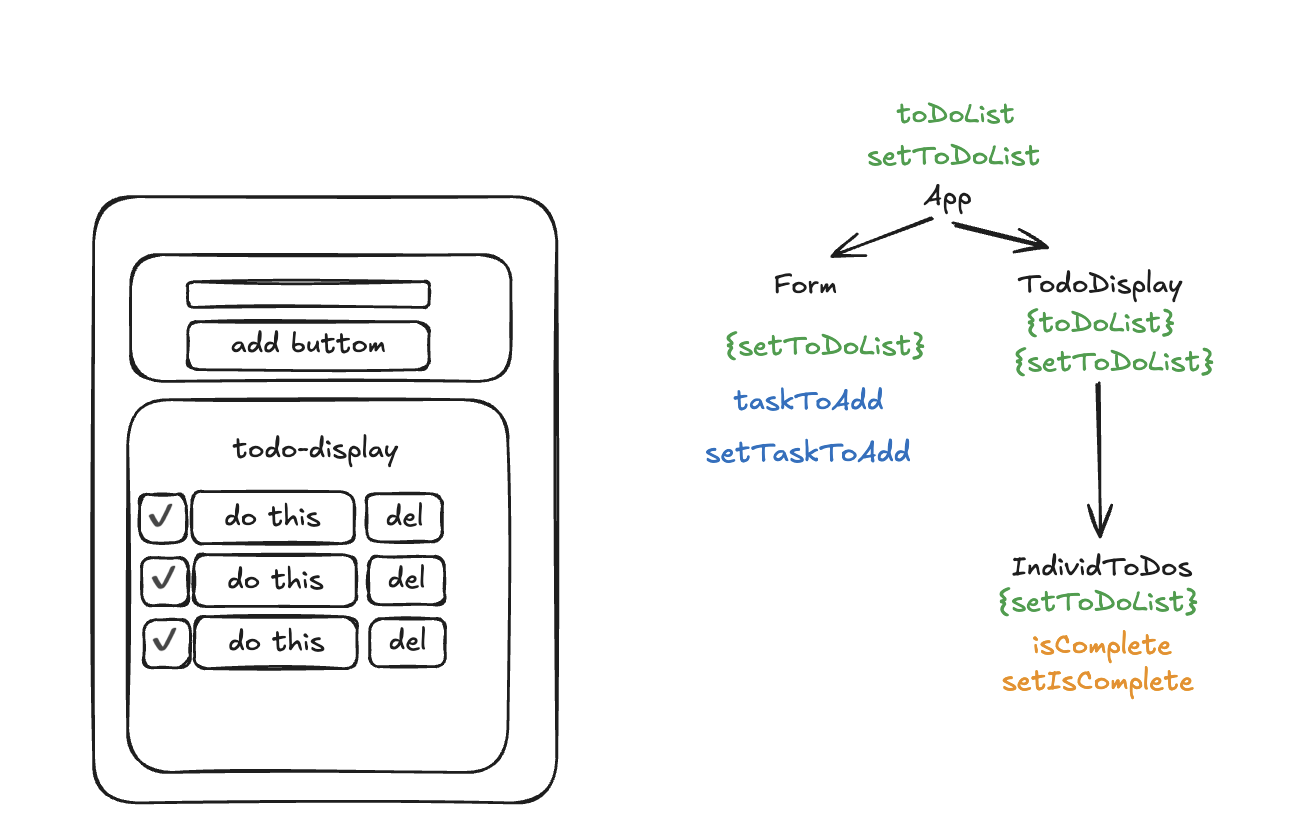 add buttom
todo-display
✓ do this del
✓ do this del
✓ do this del
toDoList
setToDoList
App
Form
{setToDoList}
taskToAdd
setTaskToAdd
TodoDisplay
{toDoList}
{setToDoList}
IndividToDos
{setToDoList}
isComplete
setIsComplete